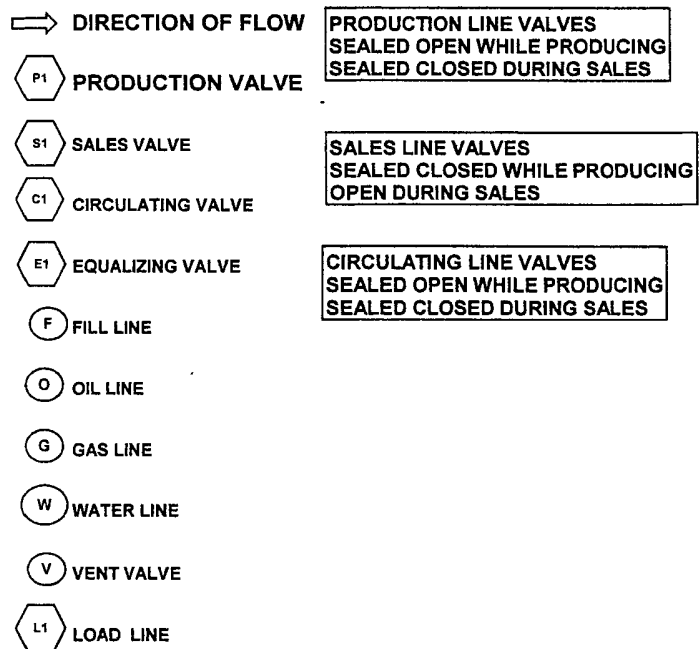 DIRECTION OF FLOW
PRODUCTION LINE VALVES
SEALED OPEN WHILE PRODUCING
SEALED CLOSED DURING SALES
P1 PRODUCTION VALVE
S1 SALES VALVE
SALES LINE VALVES
SEALED CLOSED WHILE PRODUCING
OPEN DURING SALES
C1 CIRCULATING VALVE
E1 EQUALIZING VALVE
CIRCULATING LINE VALVES
SEALED OPEN WHILE PRODUCING
SEALED CLOSED DURING SALES
F FILL LINE
O OIL LINE
G GAS LINE
W WATER LINE
V VENT VALVE
L1 LOAD LINE